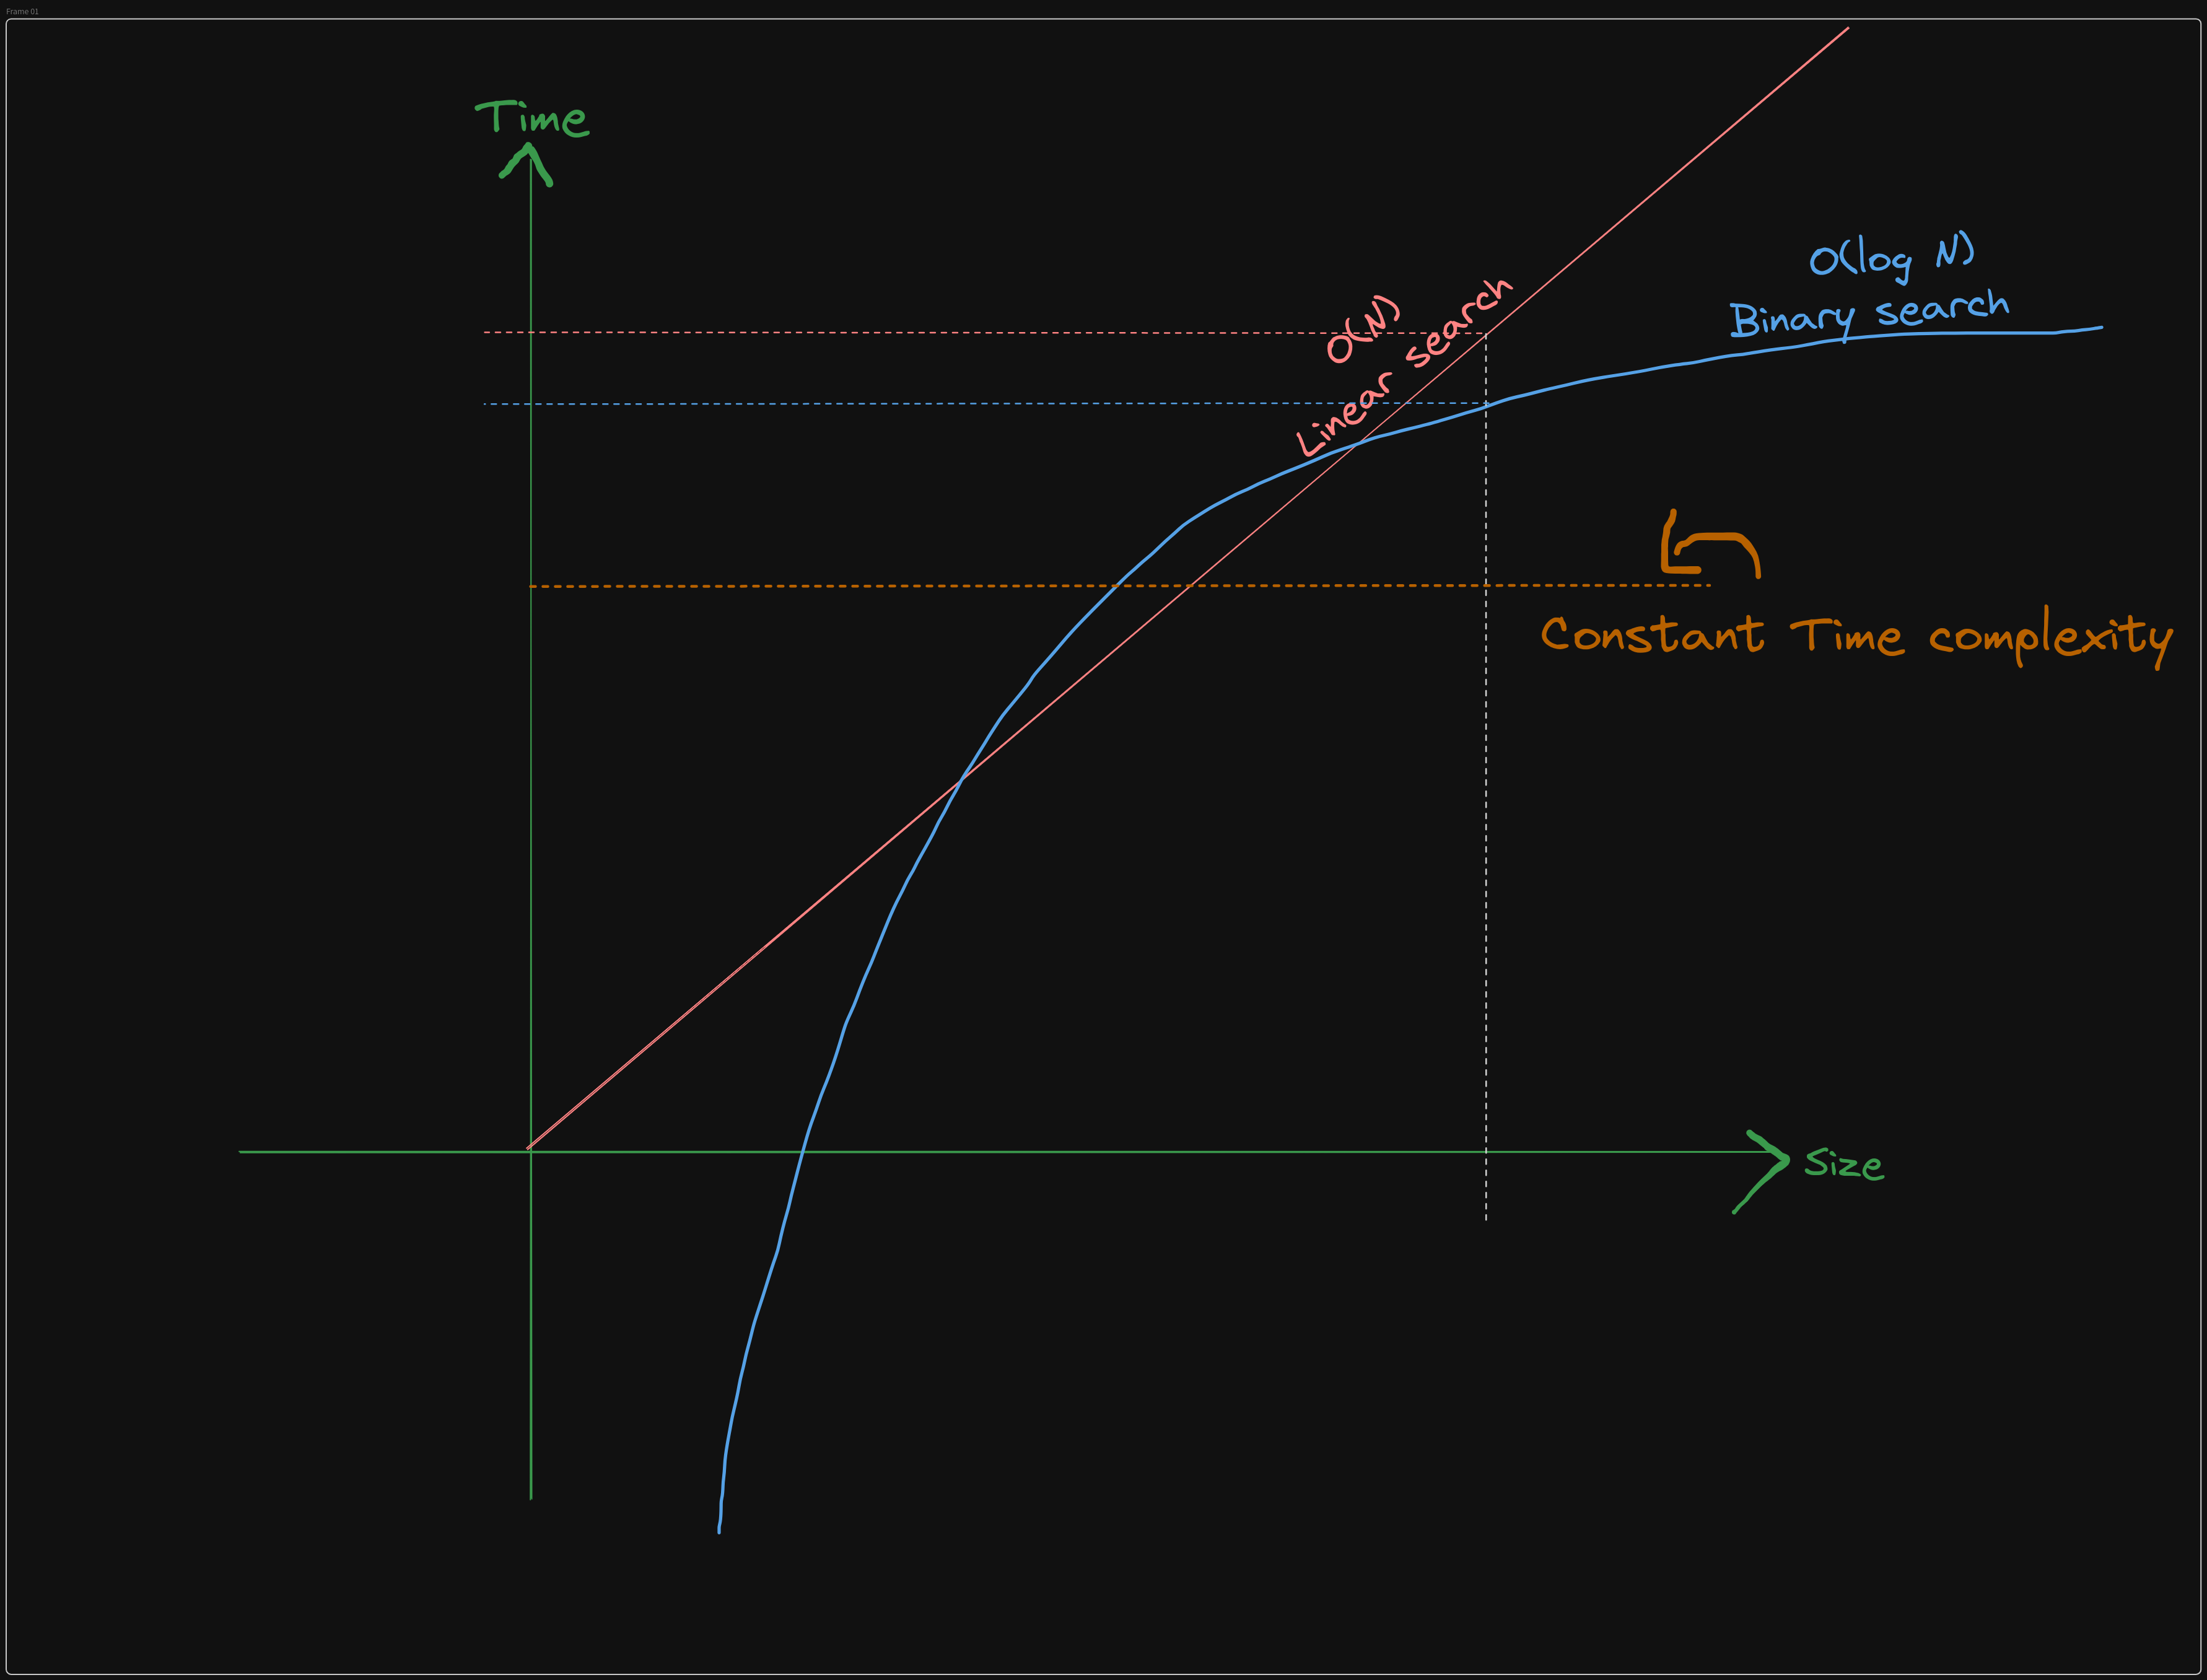 Frame 01
Time
O(log N)
Binary search
O(N)
Linear search
Constant Time complexity
Size